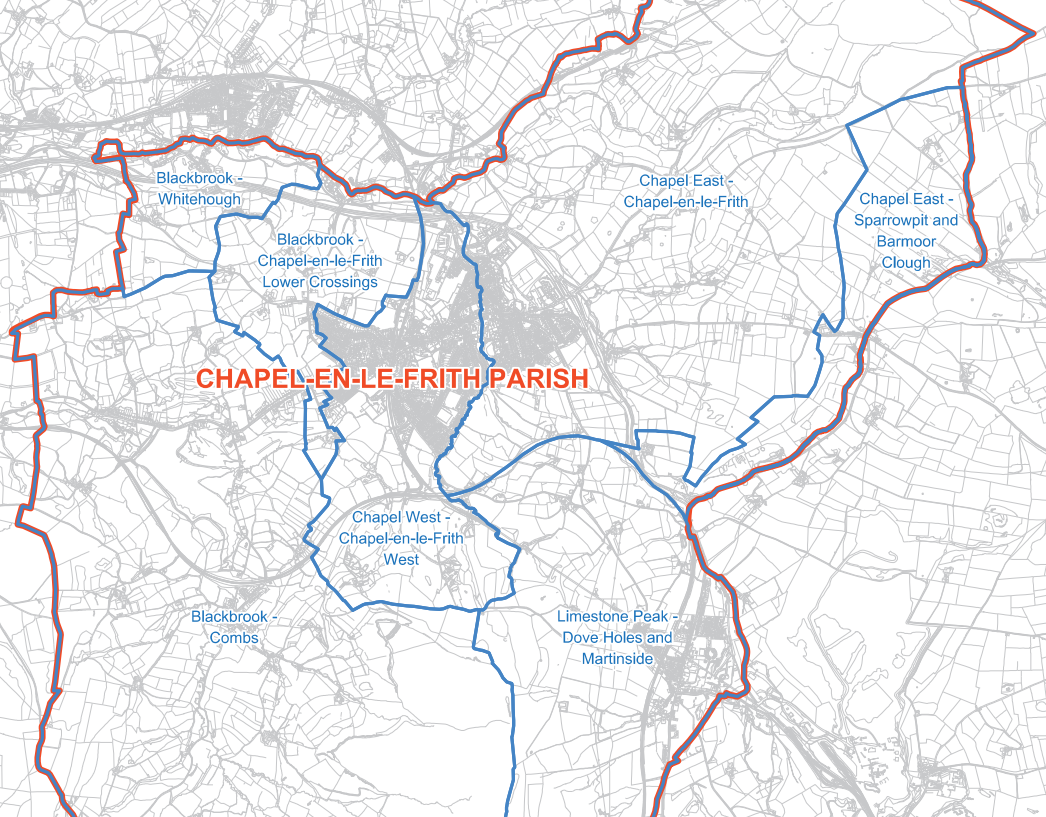 Blackbrook -
Whitehough
Chapel East -
Chapel-en-le-Frith
Chapel East -
Sparrowpit and
Barmoor
Clough
Blackbrook -
Chapel-en-le-Frith
Lower Crossings
CHAPEL-EN-LE-FRITH PARISH
Chapel West -
Chapel-en-le-Frith
West
Blackbrook -
Combs
Limestone Peak -
Dove Holes and
Martinside